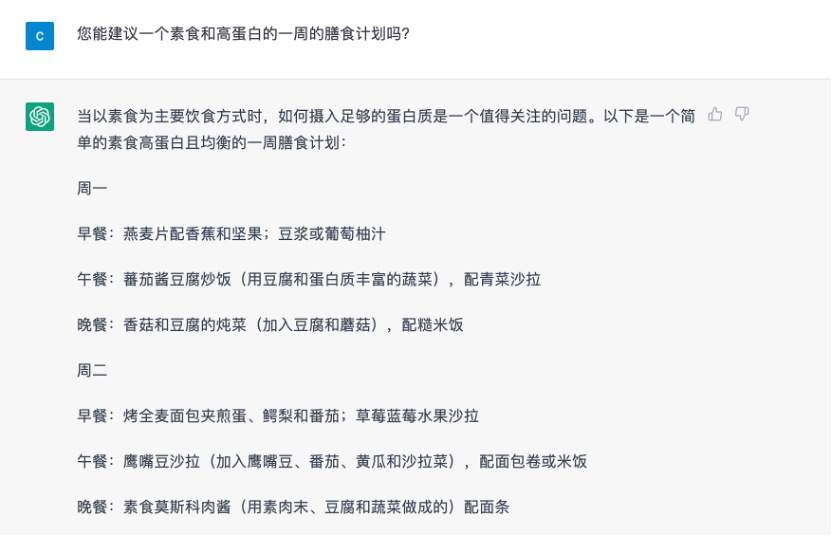 C
您能建议一个素食和高蛋白的一周的膳食计划吗?
当以素食为主要饮食方式时，如何摄入足够的蛋白质是一个值得关注的问题。以下是一个简
单的素食高蛋白且均衡的一周膳食计划：
周一
早餐：燕麦片配香蕉和坚果；豆浆或葡萄柚汁
午餐：蕃茄酱豆腐炒饭（用豆腐和蛋白质丰富的蔬菜），配青菜沙拉
晚餐：香菇和豆腐的炖菜（加入豆腐和蘑菇），配糙米饭
周二
早餐：烤全麦面包夹煎蛋、鳄梨和番茄；草莓蓝莓水果沙拉
午餐：鹰嘴豆沙拉（加入鹰嘴豆、番茄、黄瓜和沙拉菜），配面包卷或米饭
晚餐：素食莫斯科肉酱（用素肉末、豆腐和蔬菜做成的）配面条